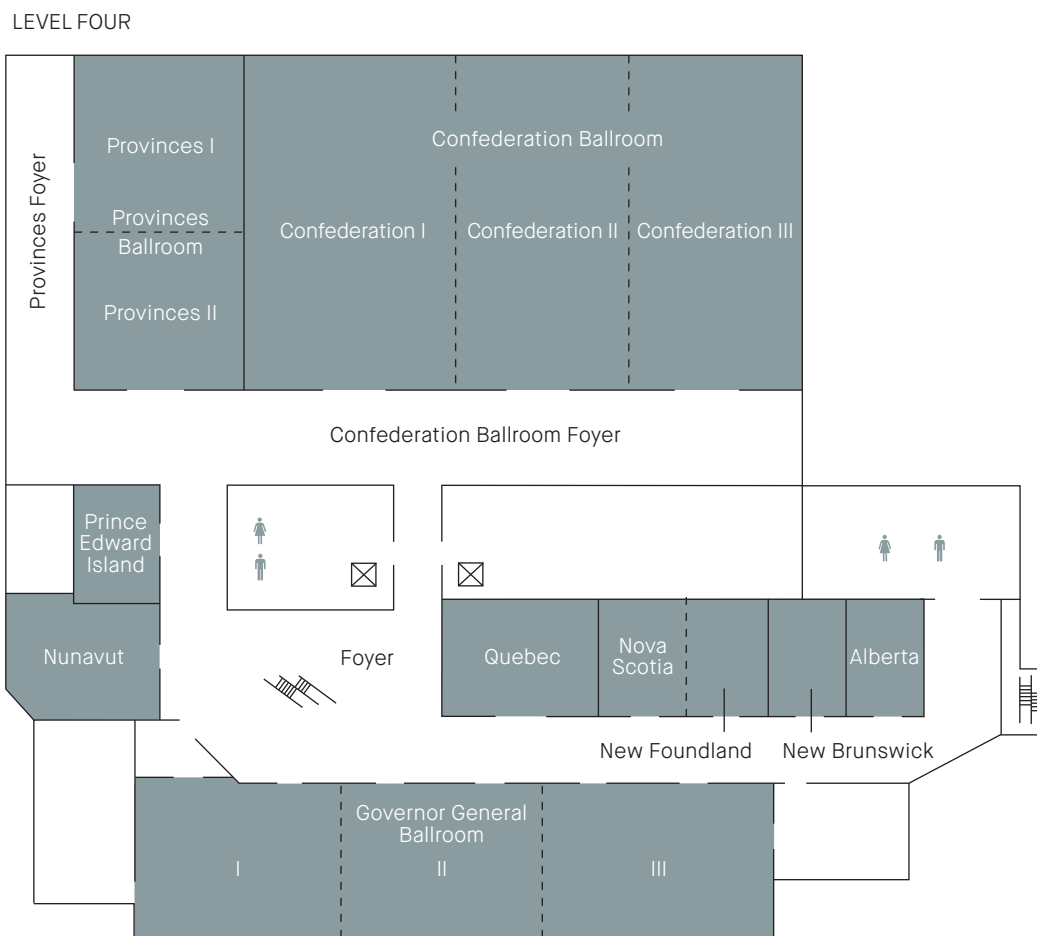 LEVEL FOUR
Provinces Foyer
Provinces I
Provinces
Ballroom
Provinces II
Confederation Ballroom
Confederation I
Confederation II
Confederation III
Confederation Ballroom Foyer
Prince
Edward
Island
Nunavut
Foyer
Quebec
Nova
Scotia
Alberta
New Foundland
New Brunswick
Governor General
Ballroom
I
II
III